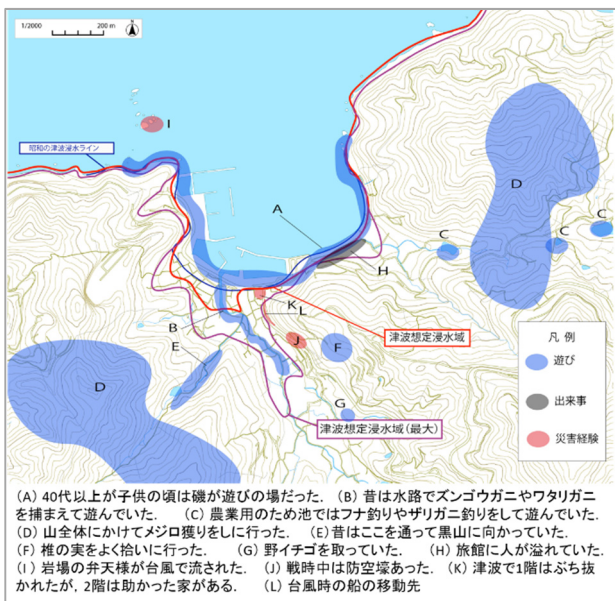 1/2000
200 m
N
I
昭和の津波浸水ライン
D
A
C
C
C
H
K
L
B
津波想定浸水域
J
F
E
凡例
遊び
D
出来事
G
災害経験
津波想定浸水域(最大)
(A) 40代以上が子供の頃は磯が遊びの場だった. (B) 昔は水路でズンゴウガニやワタリガニ
を捕まえて遊んでいた. (C) 農業用のため池ではフナ釣りやザリガニ釣りをして遊んでいた.
(D) 山全体にかけてメジロ獲りをしに行った. (E)昔はここを通って黒山に向かっていた.
(F) 椎の実をよく拾いに行った. (G) 野イチゴを取っていた. (H) 旅館に人が溢れていた.
(I) 岩場の弁天様が台風で流された. (J) 戦時中は防空壕あった. (K) 津波で1階はぶち抜
かれたが, 2階は助かった家がある. (L) 台風時の船の移動先